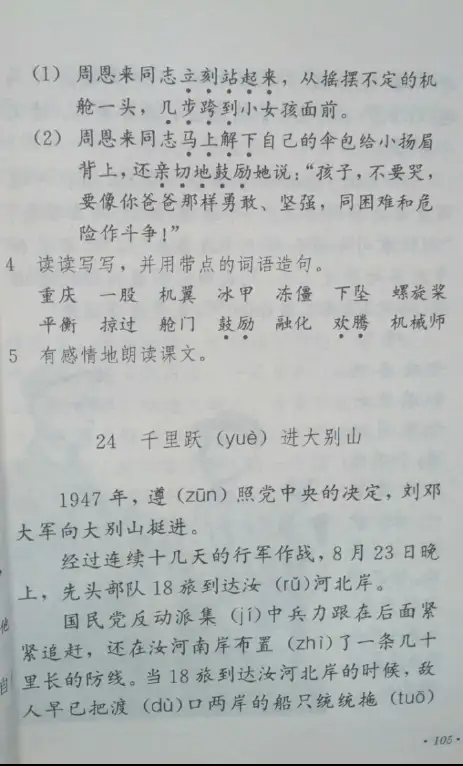 (1) 周恩来同志立刻站起来，从摇摆不定的机
舱一头，几步跨到小女孩面前。
(2) 周恩来同志马上解下自己的伞包给小扬眉
背上，还亲切地鼓励她说：“孩子，不要哭，
要像你爸爸那样勇敢、坚强，同困难和危
险作斗争！”
4 读读写写，并用带点的词语造句。
重庆 一股 机翼 冰甲 冻僵 下坠 螺旋桨
平衡 掠过 舱门 鼓励 融化 欢腾 机械师
5 有感情地朗读课文。
24 千里跃（yuè）进大别山
1947年，遵（zūn）照党中央的决定，刘邓
大军向大别山挺进。
经过连续十几天的行军作战，8月23日晚
上，先头部队18旅到达汝（rǔ）河北岸。
国民党反动派集（jí）中兵力跟在后面紧
紧追赶，还在汝河南岸布置（zhì）了一条几十
里长的防线。当18旅到达汝河北岸的时候，敌
人早已把渡（dù）口两岸的船只统统拖（tuō）
·105·